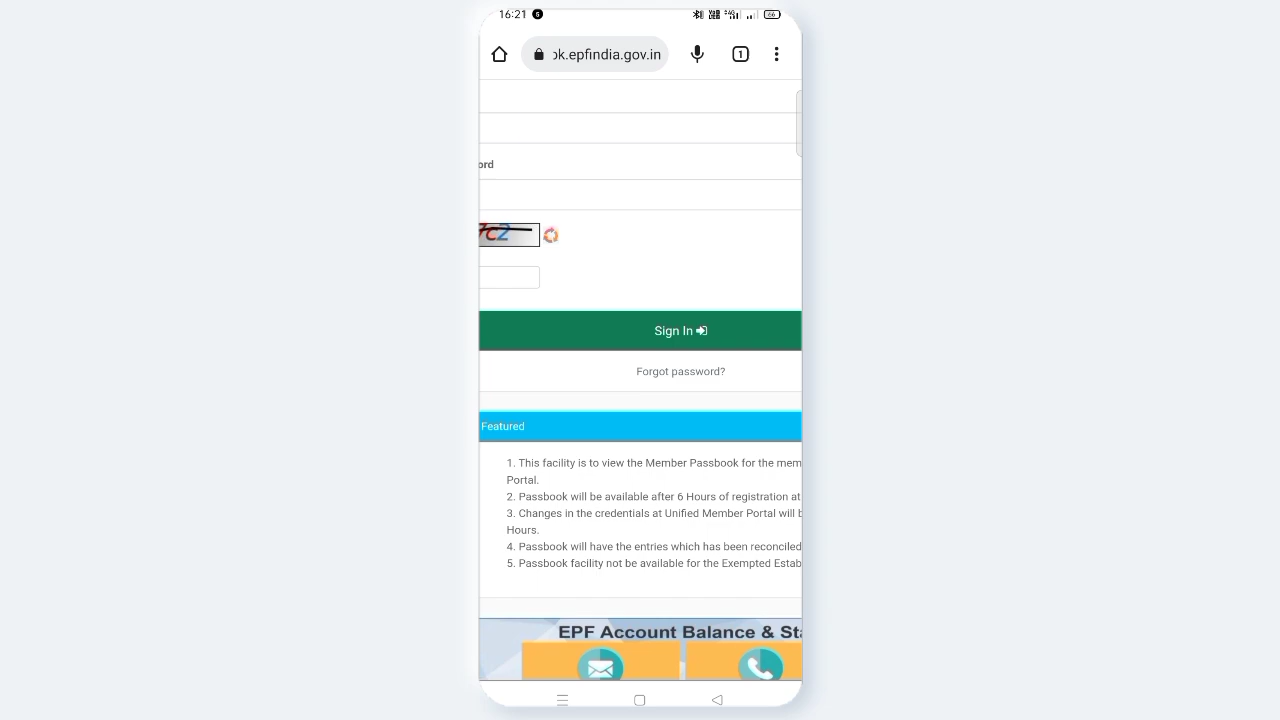 16:21
ok.epfindia.gov.in
1
ord
7c2
Sign In
Forgot password?
Featured
1. This facility is to view the Member Passbook for the mem
Portal.
2. Passbook will be available after 6 Hours of registration at
3. Changes in the credentials at Unified Member Portal will b
Hours.
4. Passbook will have the entries which has been reconciled
5. Passbook facility not be available for the Exempted Estab
EPF Account Balance & Sta